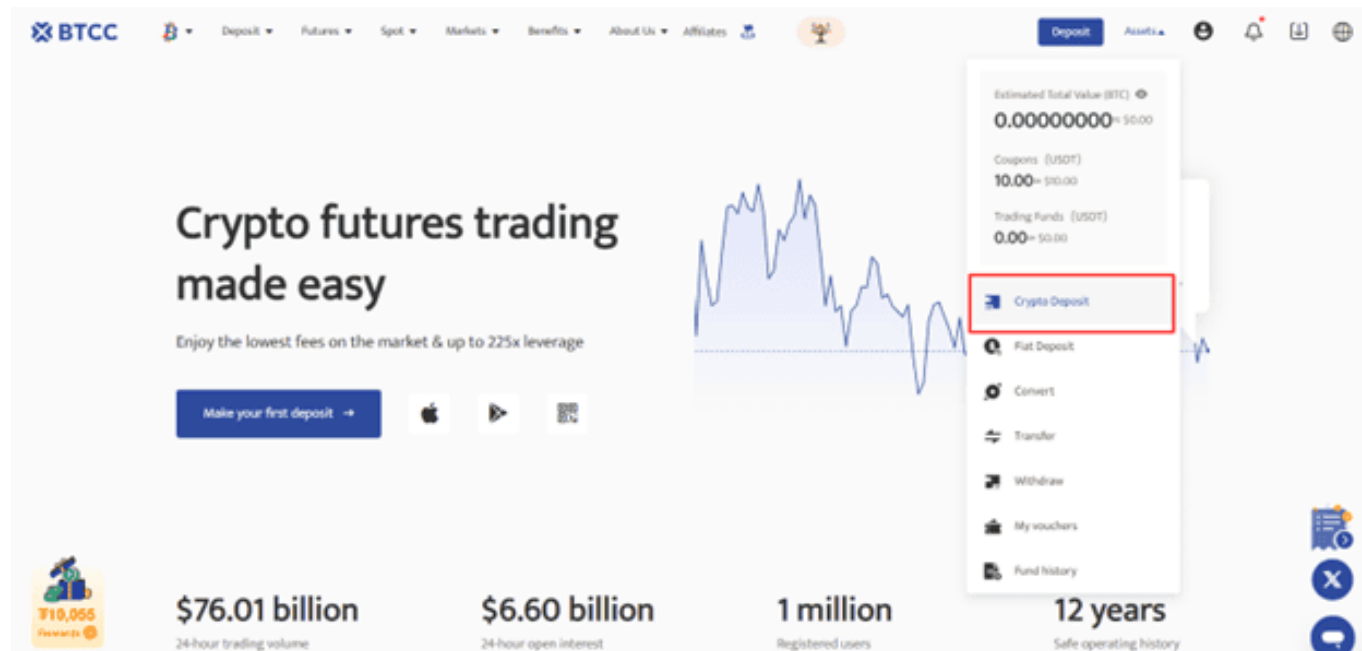 BTCC
Deposit Futures Spot Markets Benefits About Us Affiliates
Deposit Assets
Estimated Total Value (BTC)
0.00000000≈ $0.00
Coupons (USDT)
10.00≈ $10.00
Trading Funds (USDT)
0.00≈ $0.00
Crypto Deposit
Fiat Deposit
Convert
Transfer
Withdraw
My vouchers
Fund history
Crypto futures trading
made easy
Enjoy the lowest fees on the market & up to 225x leverage
Make your first deposit →
₮10,055
Rewards
$76.01 billion
24-hour trading volume
$6.60 billion
24-hour open interest
1 million
Registered users
12 years
Safe operating history